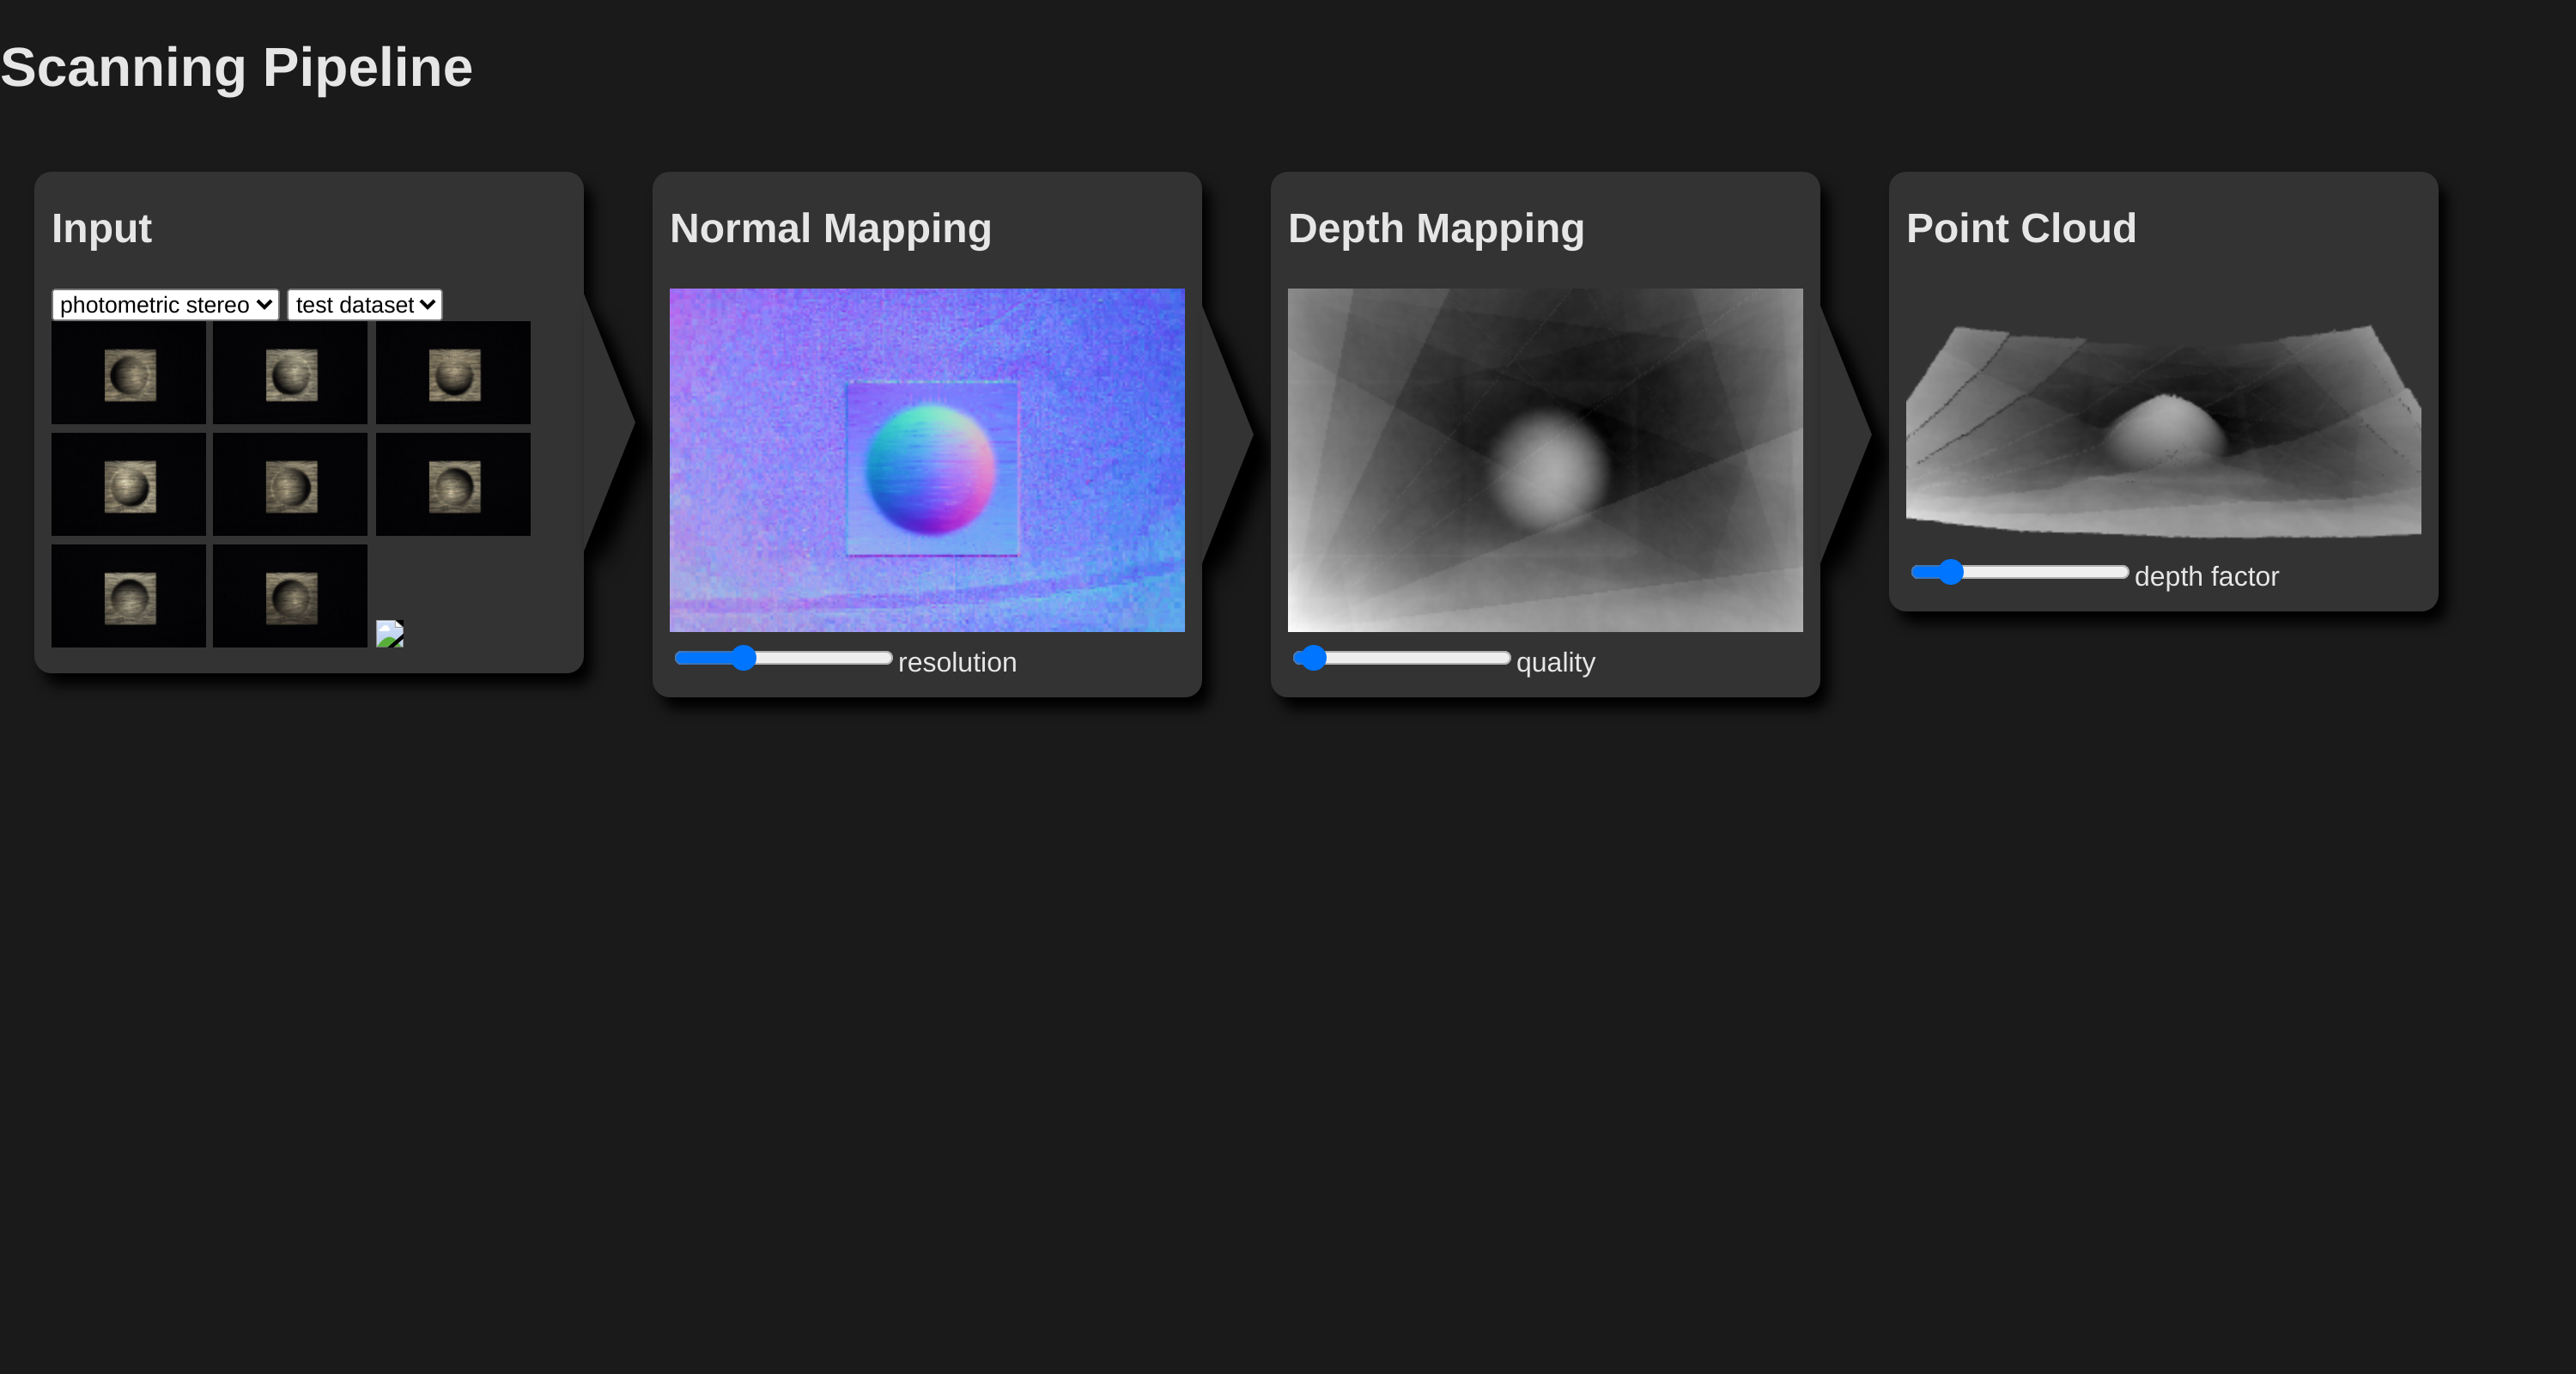 Scanning Pipeline
Input
photometric stereo test dataset
Normal Mapping
resolution
Depth Mapping
quality
Point Cloud
depth factor